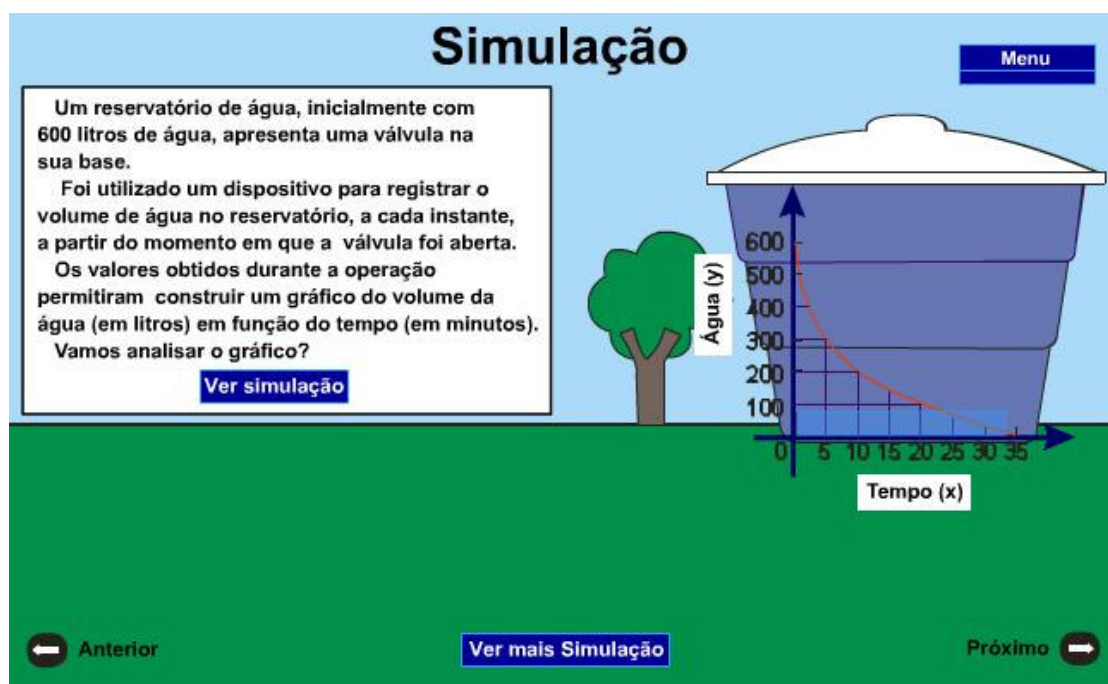 Simulação
Menu
Um reservatório de água, inicialmente com
600 litros de água, apresenta uma válvula na
sua base.
Foi utilizado um dispositivo para registrar o
volume de água no reservatório, a cada instante,
a partir do momento em que a válvula foi aberta.
Os valores obtidos durante a operação
permitiram construir um gráfico do volume da
água (em litros) em função do tempo (em minutos).
Vamos analisar o gráfico?
Ver simulação
Água (y)
600
500
400
300
200
100
0 5 10 15 20 25 30 35
Tempo (x)
Anterior
Ver mais Simulação
Próximo